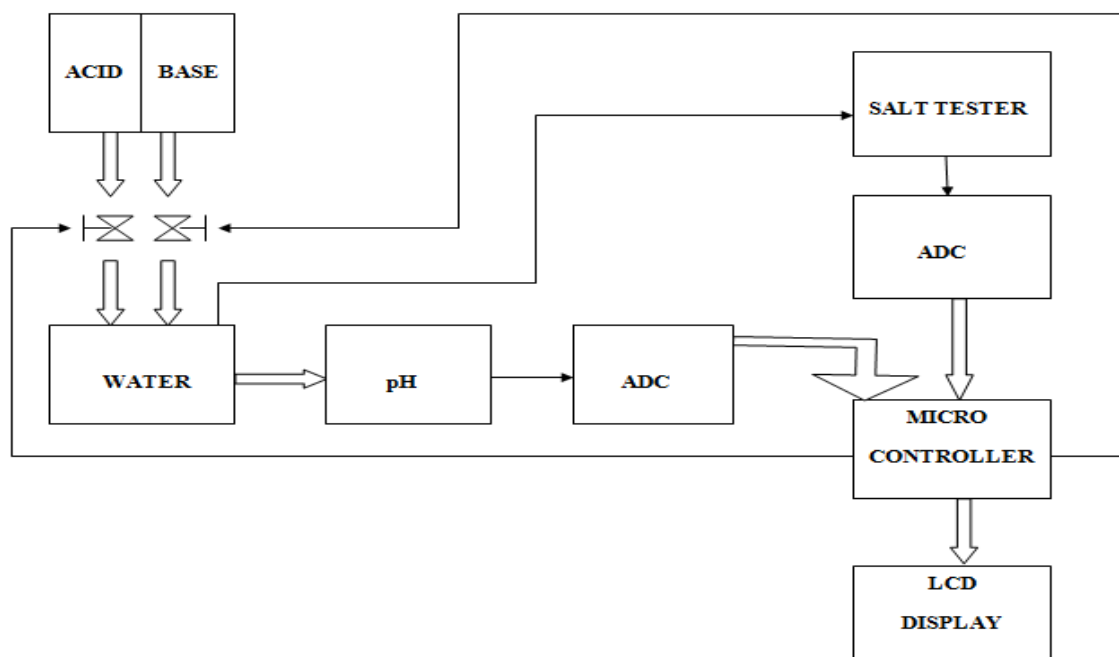 ACID
BASE
SALT TESTER
ADC
WATER
pH
ADC
MICRO
CONTROLLER
LCD
DISPLAY